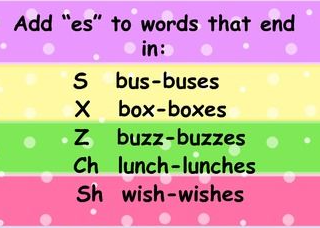 Add “es” to words that end
in:
S bus-buses
X box-boxes
Z buzz-buzzes
Ch lunch-lunches
Sh wish-wishes